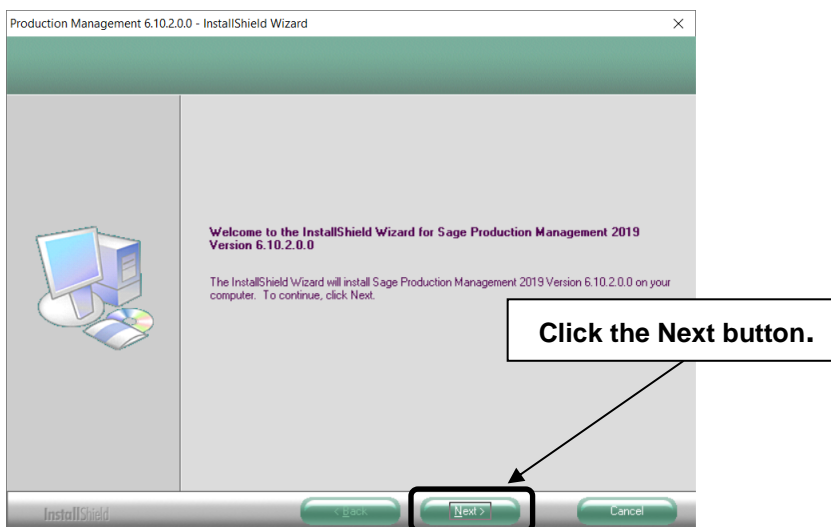 Production Management 6.10.2.0.0 - InstallShield Wizard
Welcome to the InstallShield Wizard for Sage Production Management 2019
Version 6.10.2.0.0
The InstallShield Wizard will install Sage Production Management 2019 Version 6.10.2.0.0 on your
computer. To continue, click Next.
Click the Next button.
InstallShield
< Back
Next >
Cancel